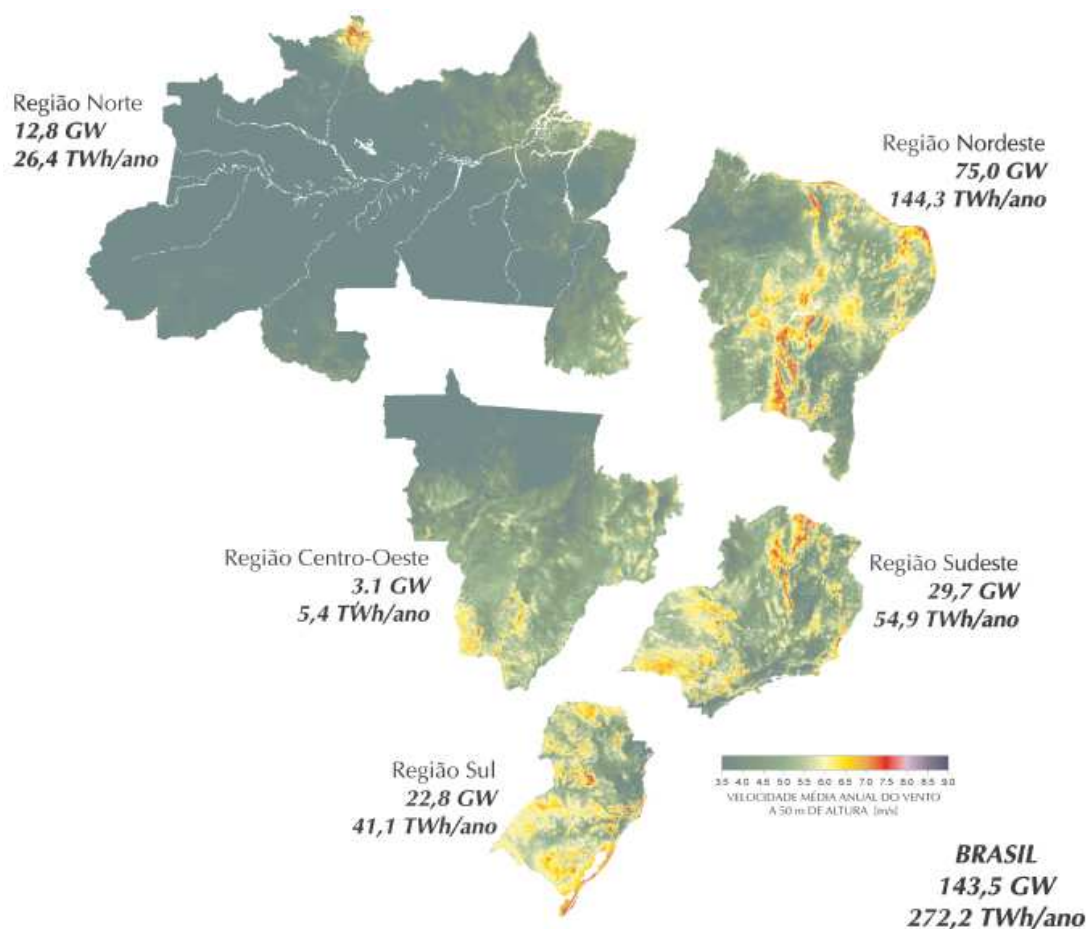 Região Norte
12,8 GW
26,4 TWh/ano
Região Nordeste
75,0 GW
144,3 TWh/ano
Região Centro-Oeste
3.1 GW
5,4 TWh/ano
Região Sudeste
29,7 GW
54,9 TWh/ano
Região Sul
22,8 GW
41,1 TWh/ano
3.5 4.0 4.5 5.0 5.5 6.0 6.5 7.0 7.5 8.0 8.5 9.0
VELOCIDADE MÉDIA ANUAL DO VENTO
A 50 m DE ALTURA [m/s]
BRASIL
143,5 GW
272,2 TWh/ano